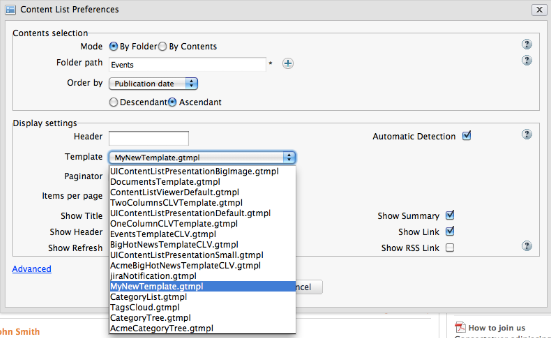 Content List Preferences
Contents selection
Mode By Folder By Contents
Folder path Events *
Order by Publication date
Descendant Ascendant
Display settings
Header Automatic Detection
Template MyNewTemplate.gtmpl
Paginator
Items per page
Show Title Show Summary
Show Header Show Link
Show Refresh Show RSS Link
UIContentListPresentationBigImage.gtmpl
DocumentsTemplate.gtmpl
ContentListViewerDefault.gtmpl
TwoColumnsCLVTemplate.gtmpl
UIContentListPresentationDefault.gtmpl
OneColumnCLVTemplate.gtmpl
EventsTemplateCLV.gtmpl
BigHotNewsTemplateCLV.gtmpl
UIContentListPresentationSmall.gtmpl
AcmeBigHotNewsTemplateCLV.gtmpl
jiraNotification.gtmpl
MyNewTemplate.gtmpl
CategoryList.gtmpl
TagsCloud.gtmpl
CategoryTree.gtmpl
AcmeCategoryTree.gtmpl
Advanced
ncel
ohn Smith
How to join us